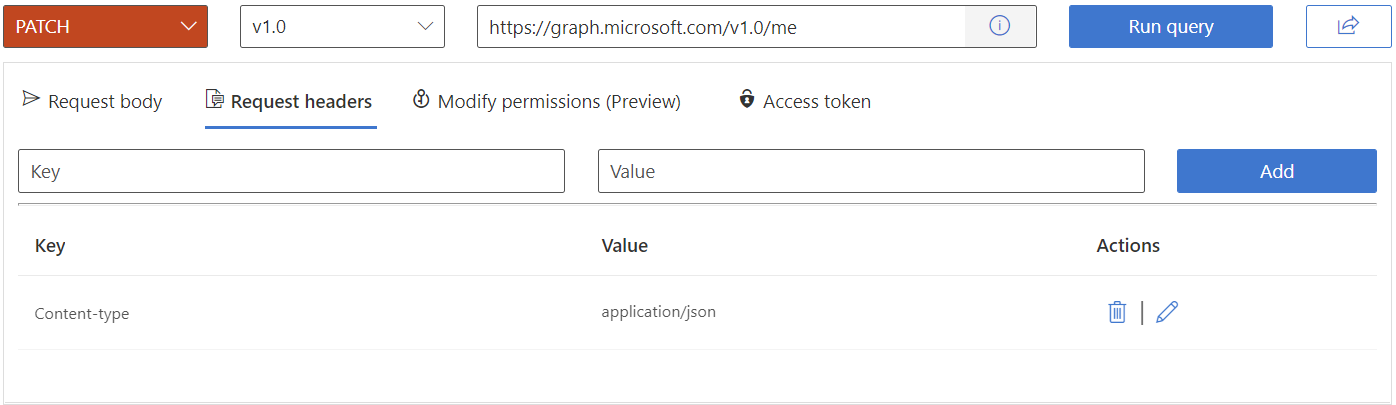 PATCH v1.0 https://graph.microsoft.com/v1.0/me Run query
Request body Request headers Modify permissions (Preview) Access token
Key Value Add
Key Value Actions
Content-type application/json